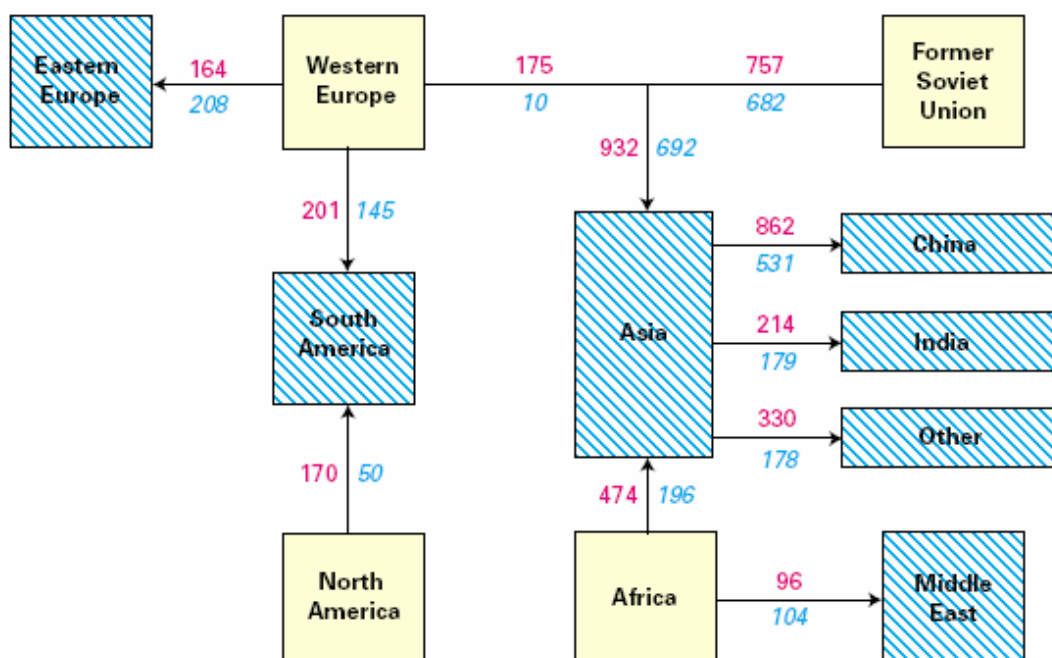 Eastern
Europe
164
208
Western
Europe
175
10
757
682
Former
Soviet
Union
932
692
201
145
South
America
Asia
862
531
China
214
179
India
330
178
Other
170
50
474
196
North
America
Africa
96
104
Middle
East